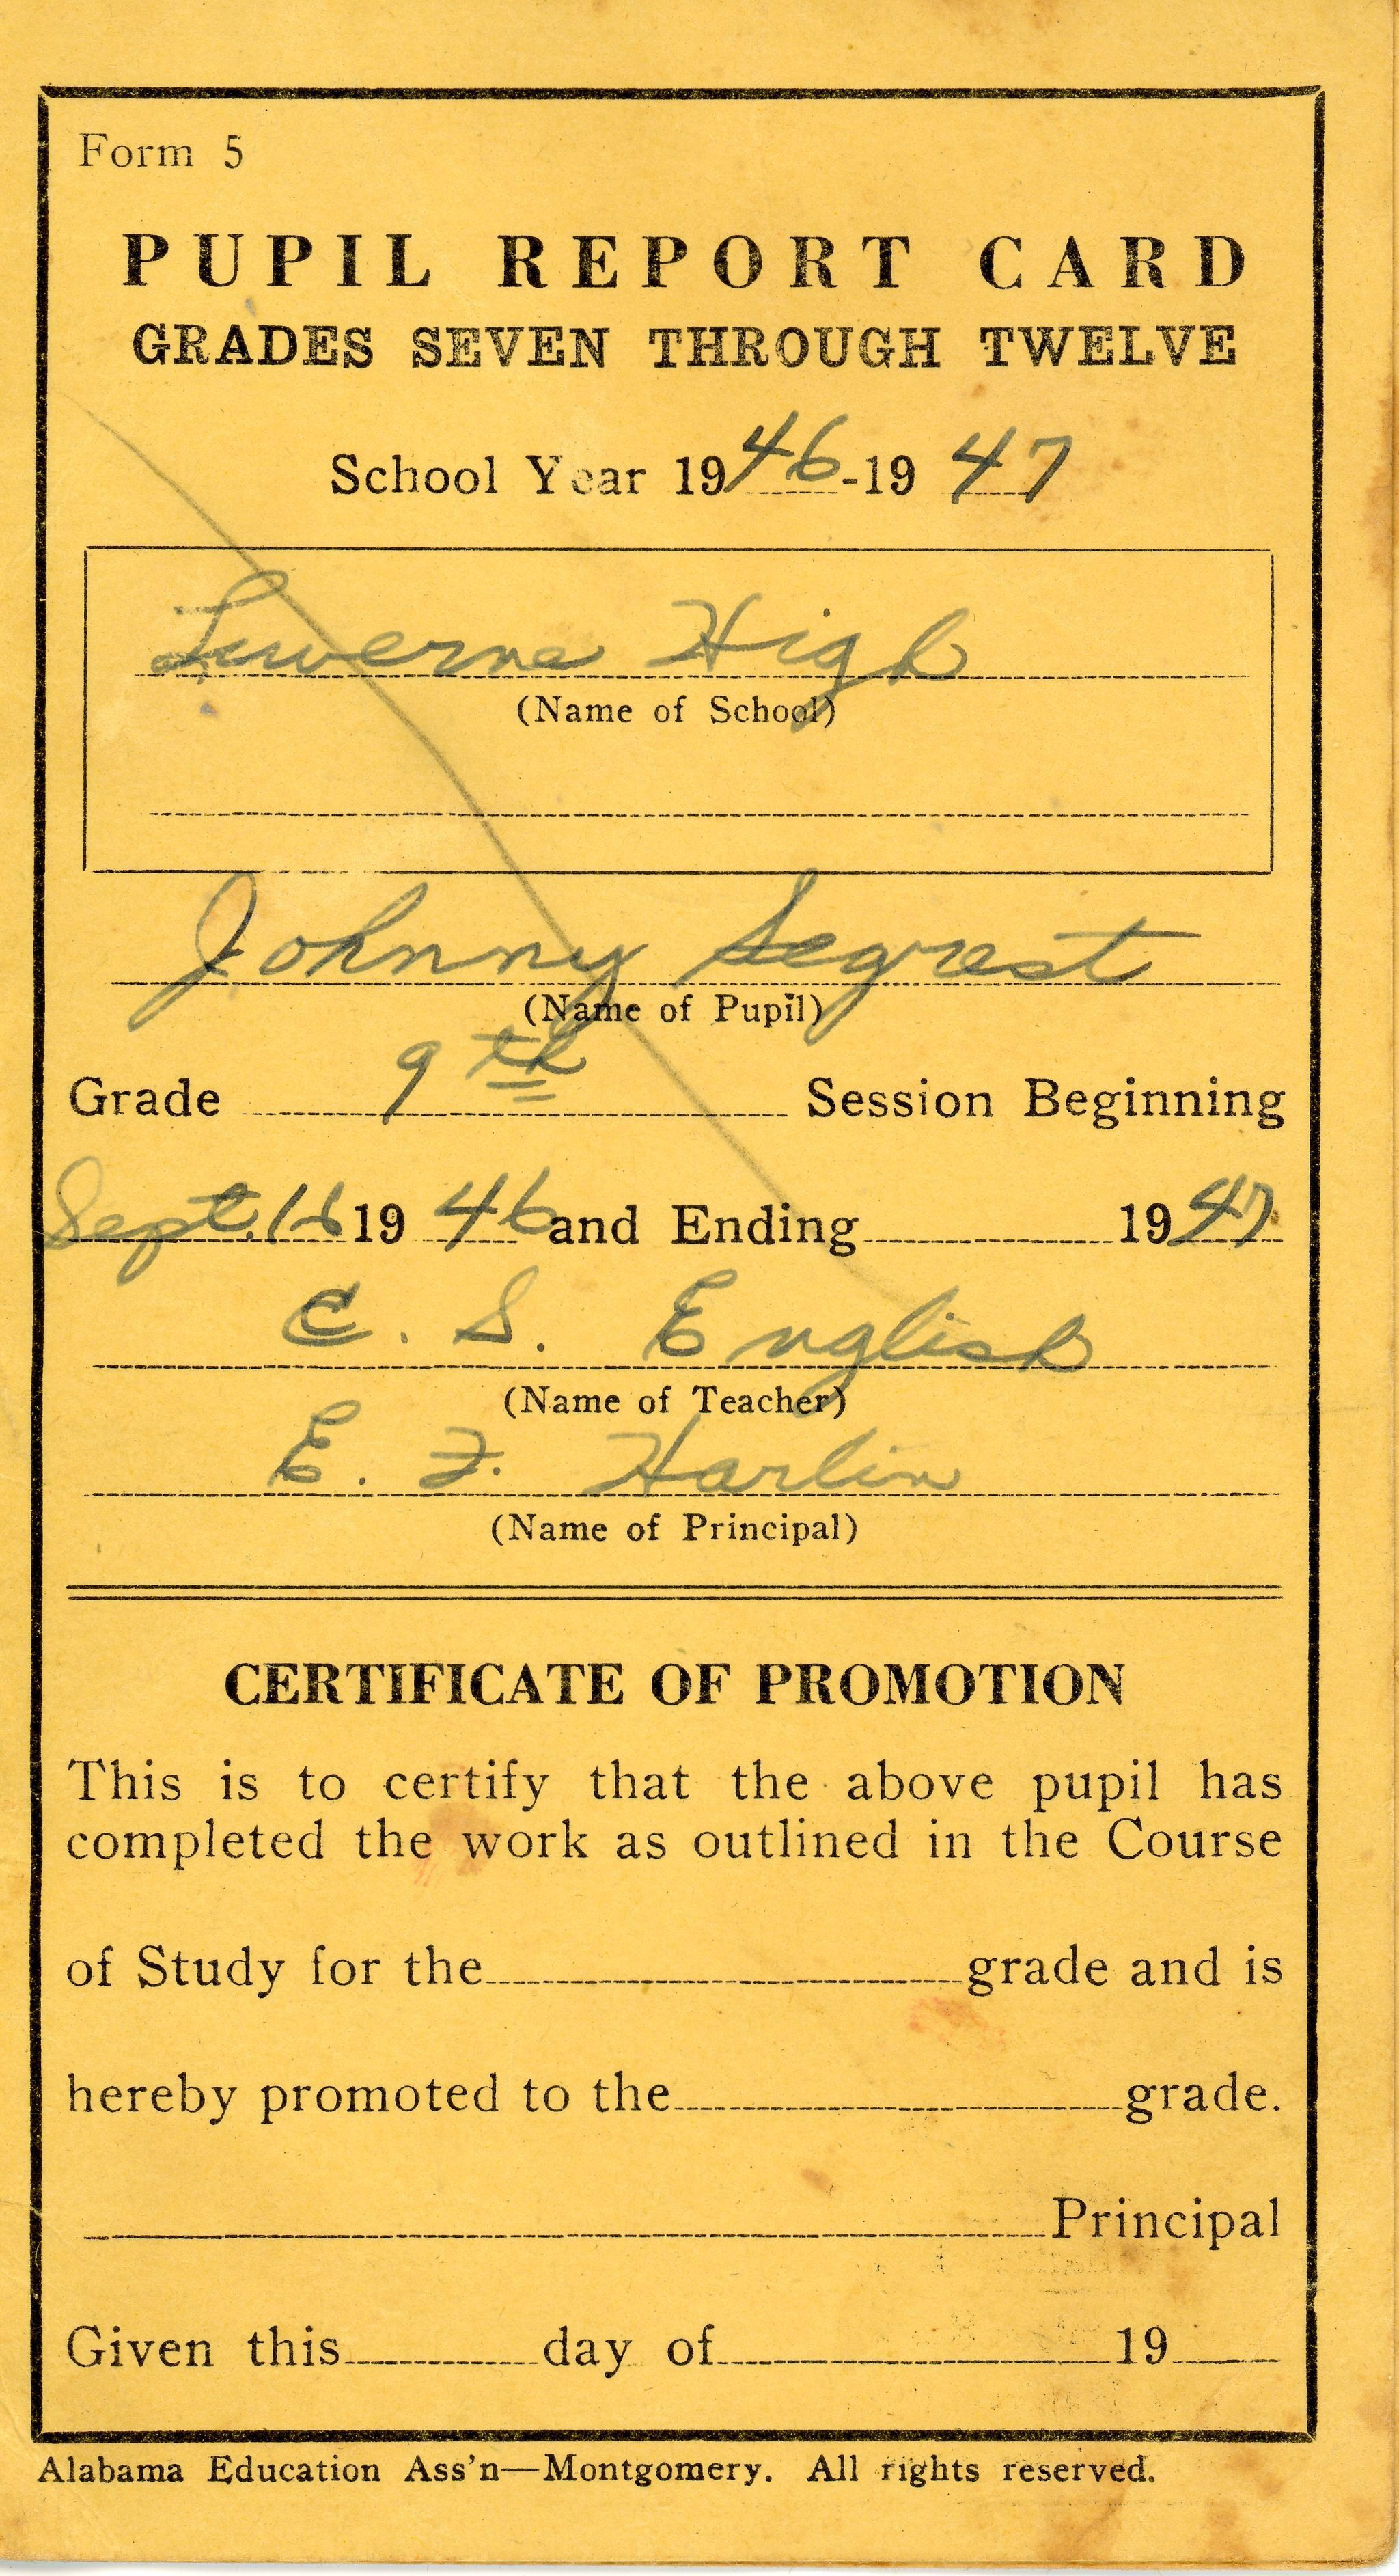 Form 5
PUPIL REPORT CARD
GRADES SEVEN THROUGH TWELVE
School Year 1946-19 47
Luverne High
(Name of School)
Johnny Segrest
(Name of Pupil)
Grade 9th Session Beginning
Sept. 16 19 46 and Ending 1947
C. S. English
(Name of Teacher)
E. F. Harlin
(Name of Principal)
CERTIFICATE OF PROMOTION
This is to certify that the above pupil has
completed the work as outlined in the Course
of Study for the grade and is
hereby promoted to the grade.
Principal
Given this day of 19
Alabama Education Ass'n—Montgomery. All rights reserved.